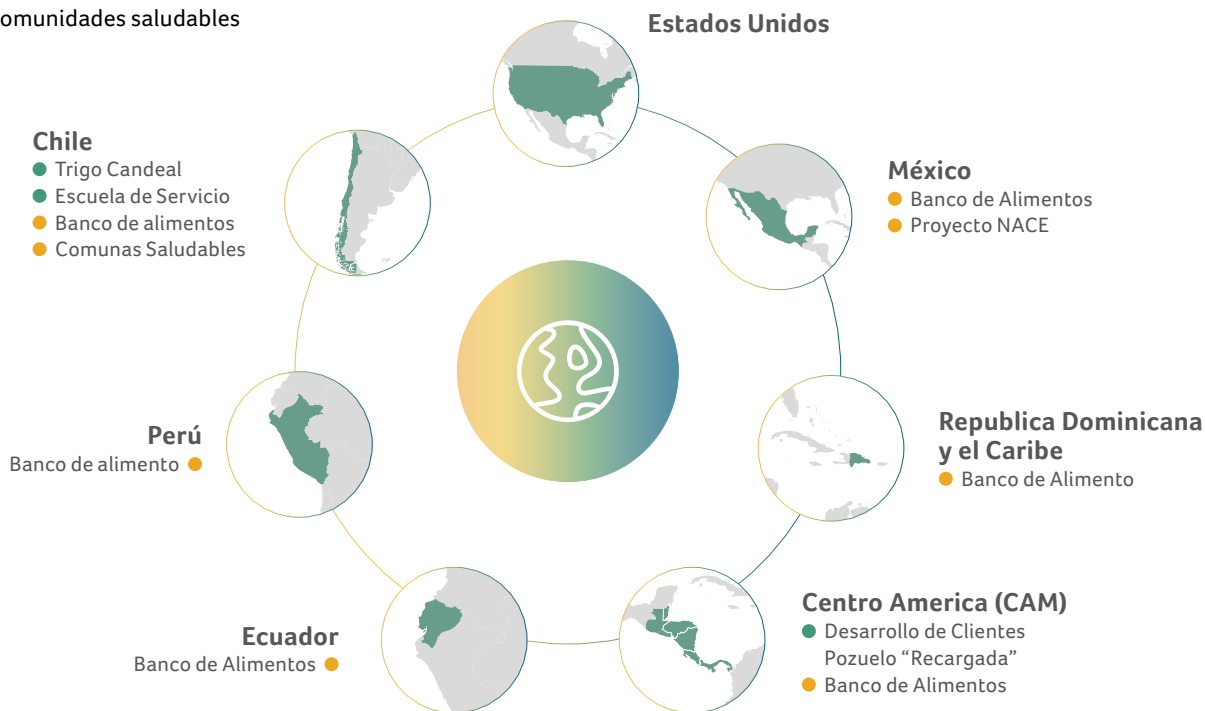 omunidades saludables
Estados Unidos
Chile
Trigo Candeal
Escuela de Servicio
Banco de alimentos
Comunas Saludables
México
Banco de Alimentos
Proyecto NACE
Perú
Banco de alimento
Republica Dominicana
y el Caribe
Banco de Alimento
Ecuador
Banco de Alimentos
Centro America (CAM)
Desarrollo de Clientes
Pozuelo “Recargada”
Banco de Alimentos